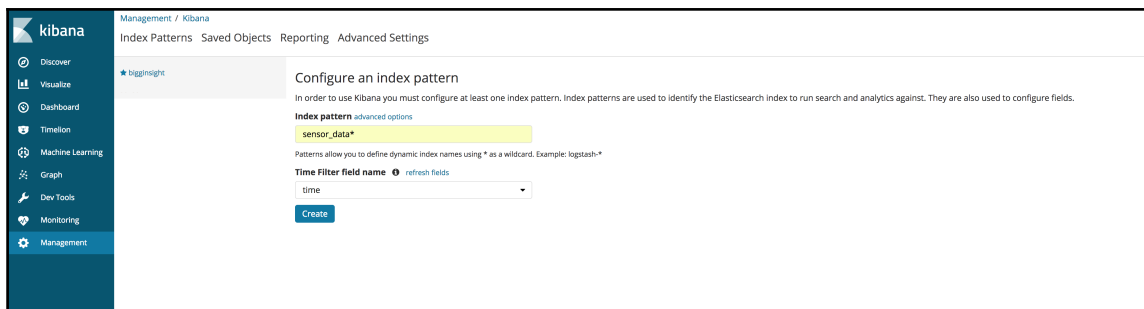 kibana
Discover
Visualize
Dashboard
Timelion
Machine Learning
Graph
Dev Tools
Monitoring
Management
Management / Kibana
Index Patterns Saved Objects Reporting Advanced Settings
bigginsight
Configure an index pattern
In order to use Kibana you must configure at least one index pattern. Index patterns are used to identify the Elasticsearch index to run search and analytics against. They are also used to configure fields.
Index pattern advanced options
sensor_data*
Patterns allow you to define dynamic index names using * as a wildcard. Example: logstash-*
Time Filter field name refresh fields
time
Create